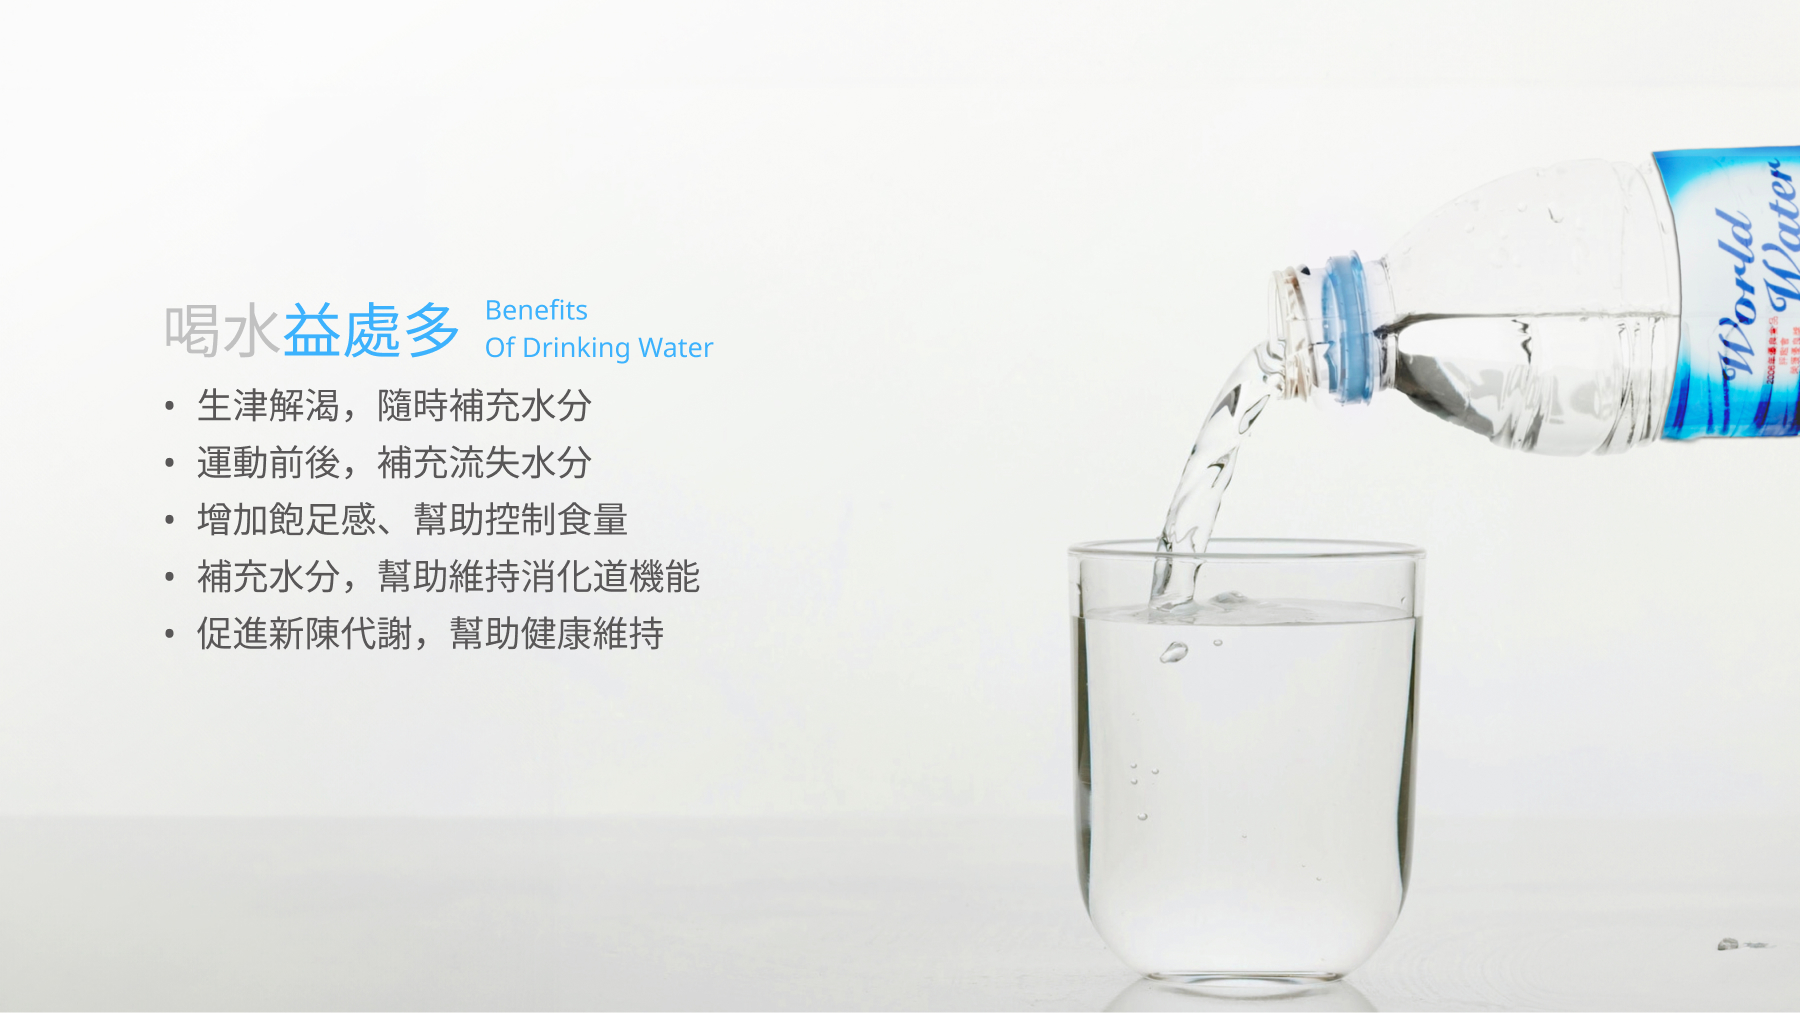 喝水益處多
Benefits
Of Drinking Water
• 生津解渴，隨時補充水分
• 運動前後，補充流失水分
• 增加飽足感、幫助控制食量
• 補充水分，幫助維持消化道機能
• 促進新陳代謝，幫助健康維持
World
Water